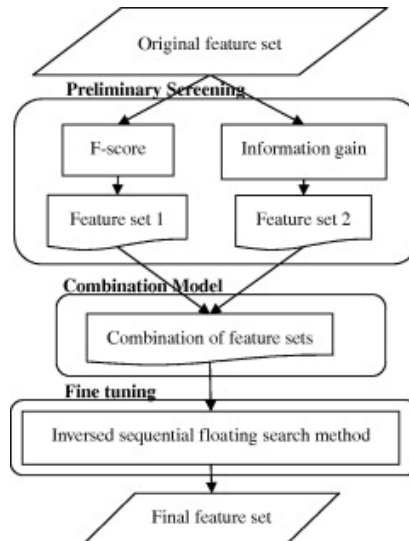 Original feature set
Preliminary Screening
F-score
Information gain
Feature set 1
Feature set 2
Combination Model
Combination of feature sets
Fine tuning
Inversed sequential floating search method
Final feature set